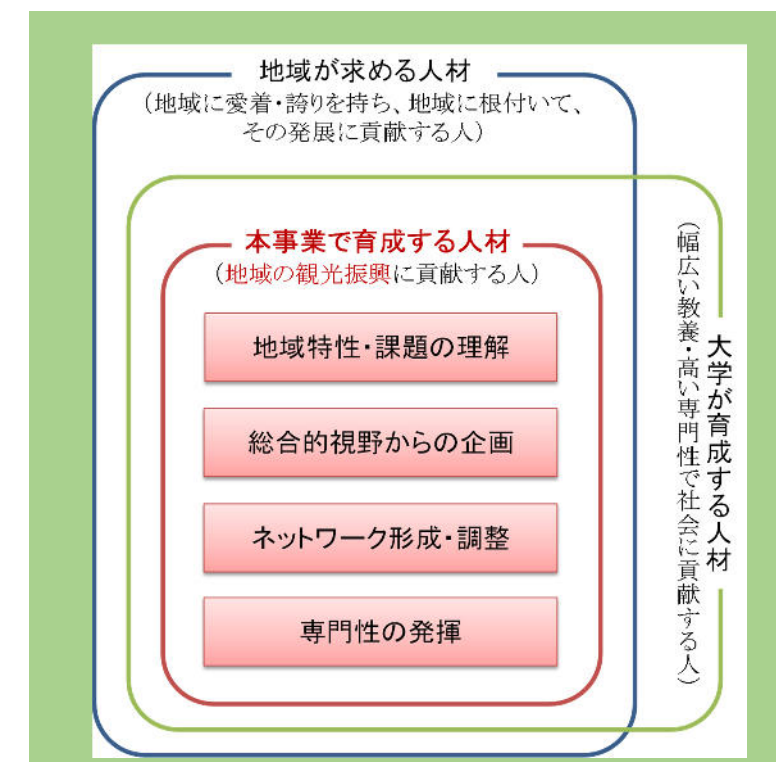 地域が求める人材
（地域に愛着・誇りを持ち、地域に根付いて、
その発展に貢献する人）
本事業で育成する人材
（地域の観光振興に貢献する人）
地域特性・課題の理解
総合的視野からの企画
ネットワーク形成・調整
専門性の発揮
大学が育成する人材
（幅広い教養・高い専門性で社会に貢献する人）